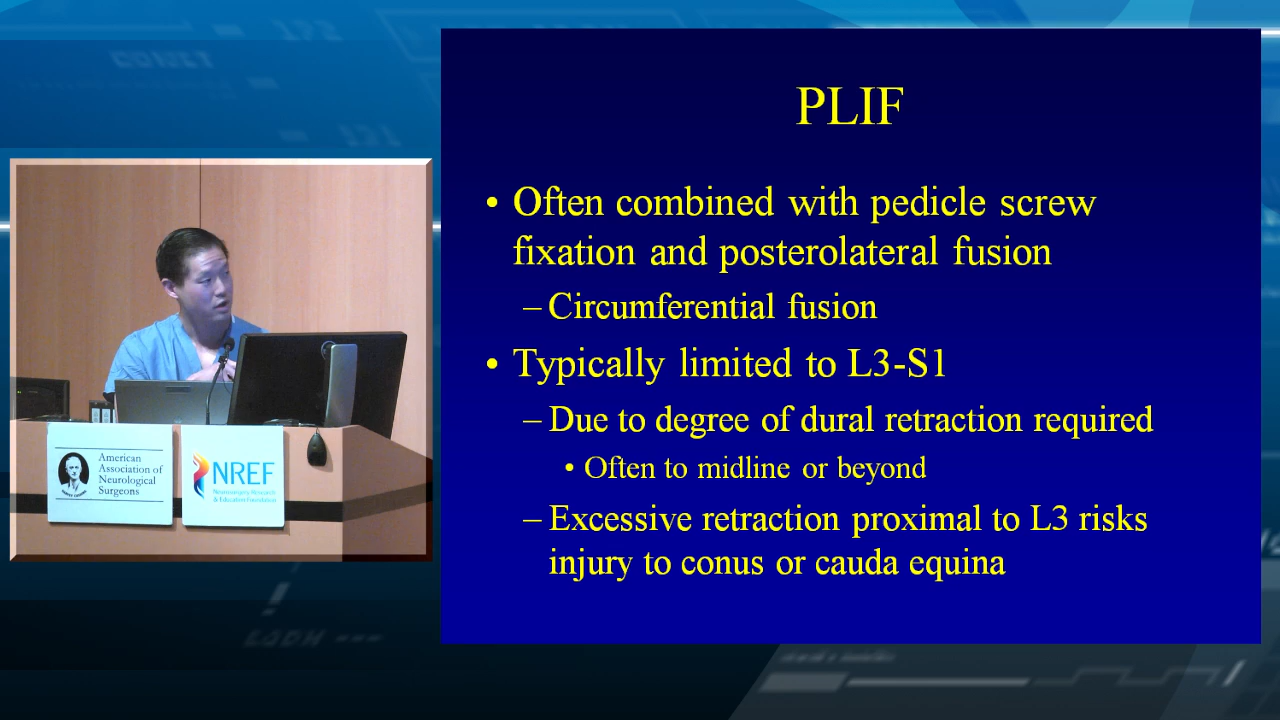 PLIF
• Often combined with pedicle screw
fixation and posterolateral fusion
– Circumferential fusion
• Typically limited to L3-S1
– Due to degree of dural retraction required
• Often to midline or beyond
– Excessive retraction proximal to L3 risks
injury to conus or cauda equina
American
Association of
Neurological
Surgeons
NREF
Neurosurgery Research
& Education Foundation